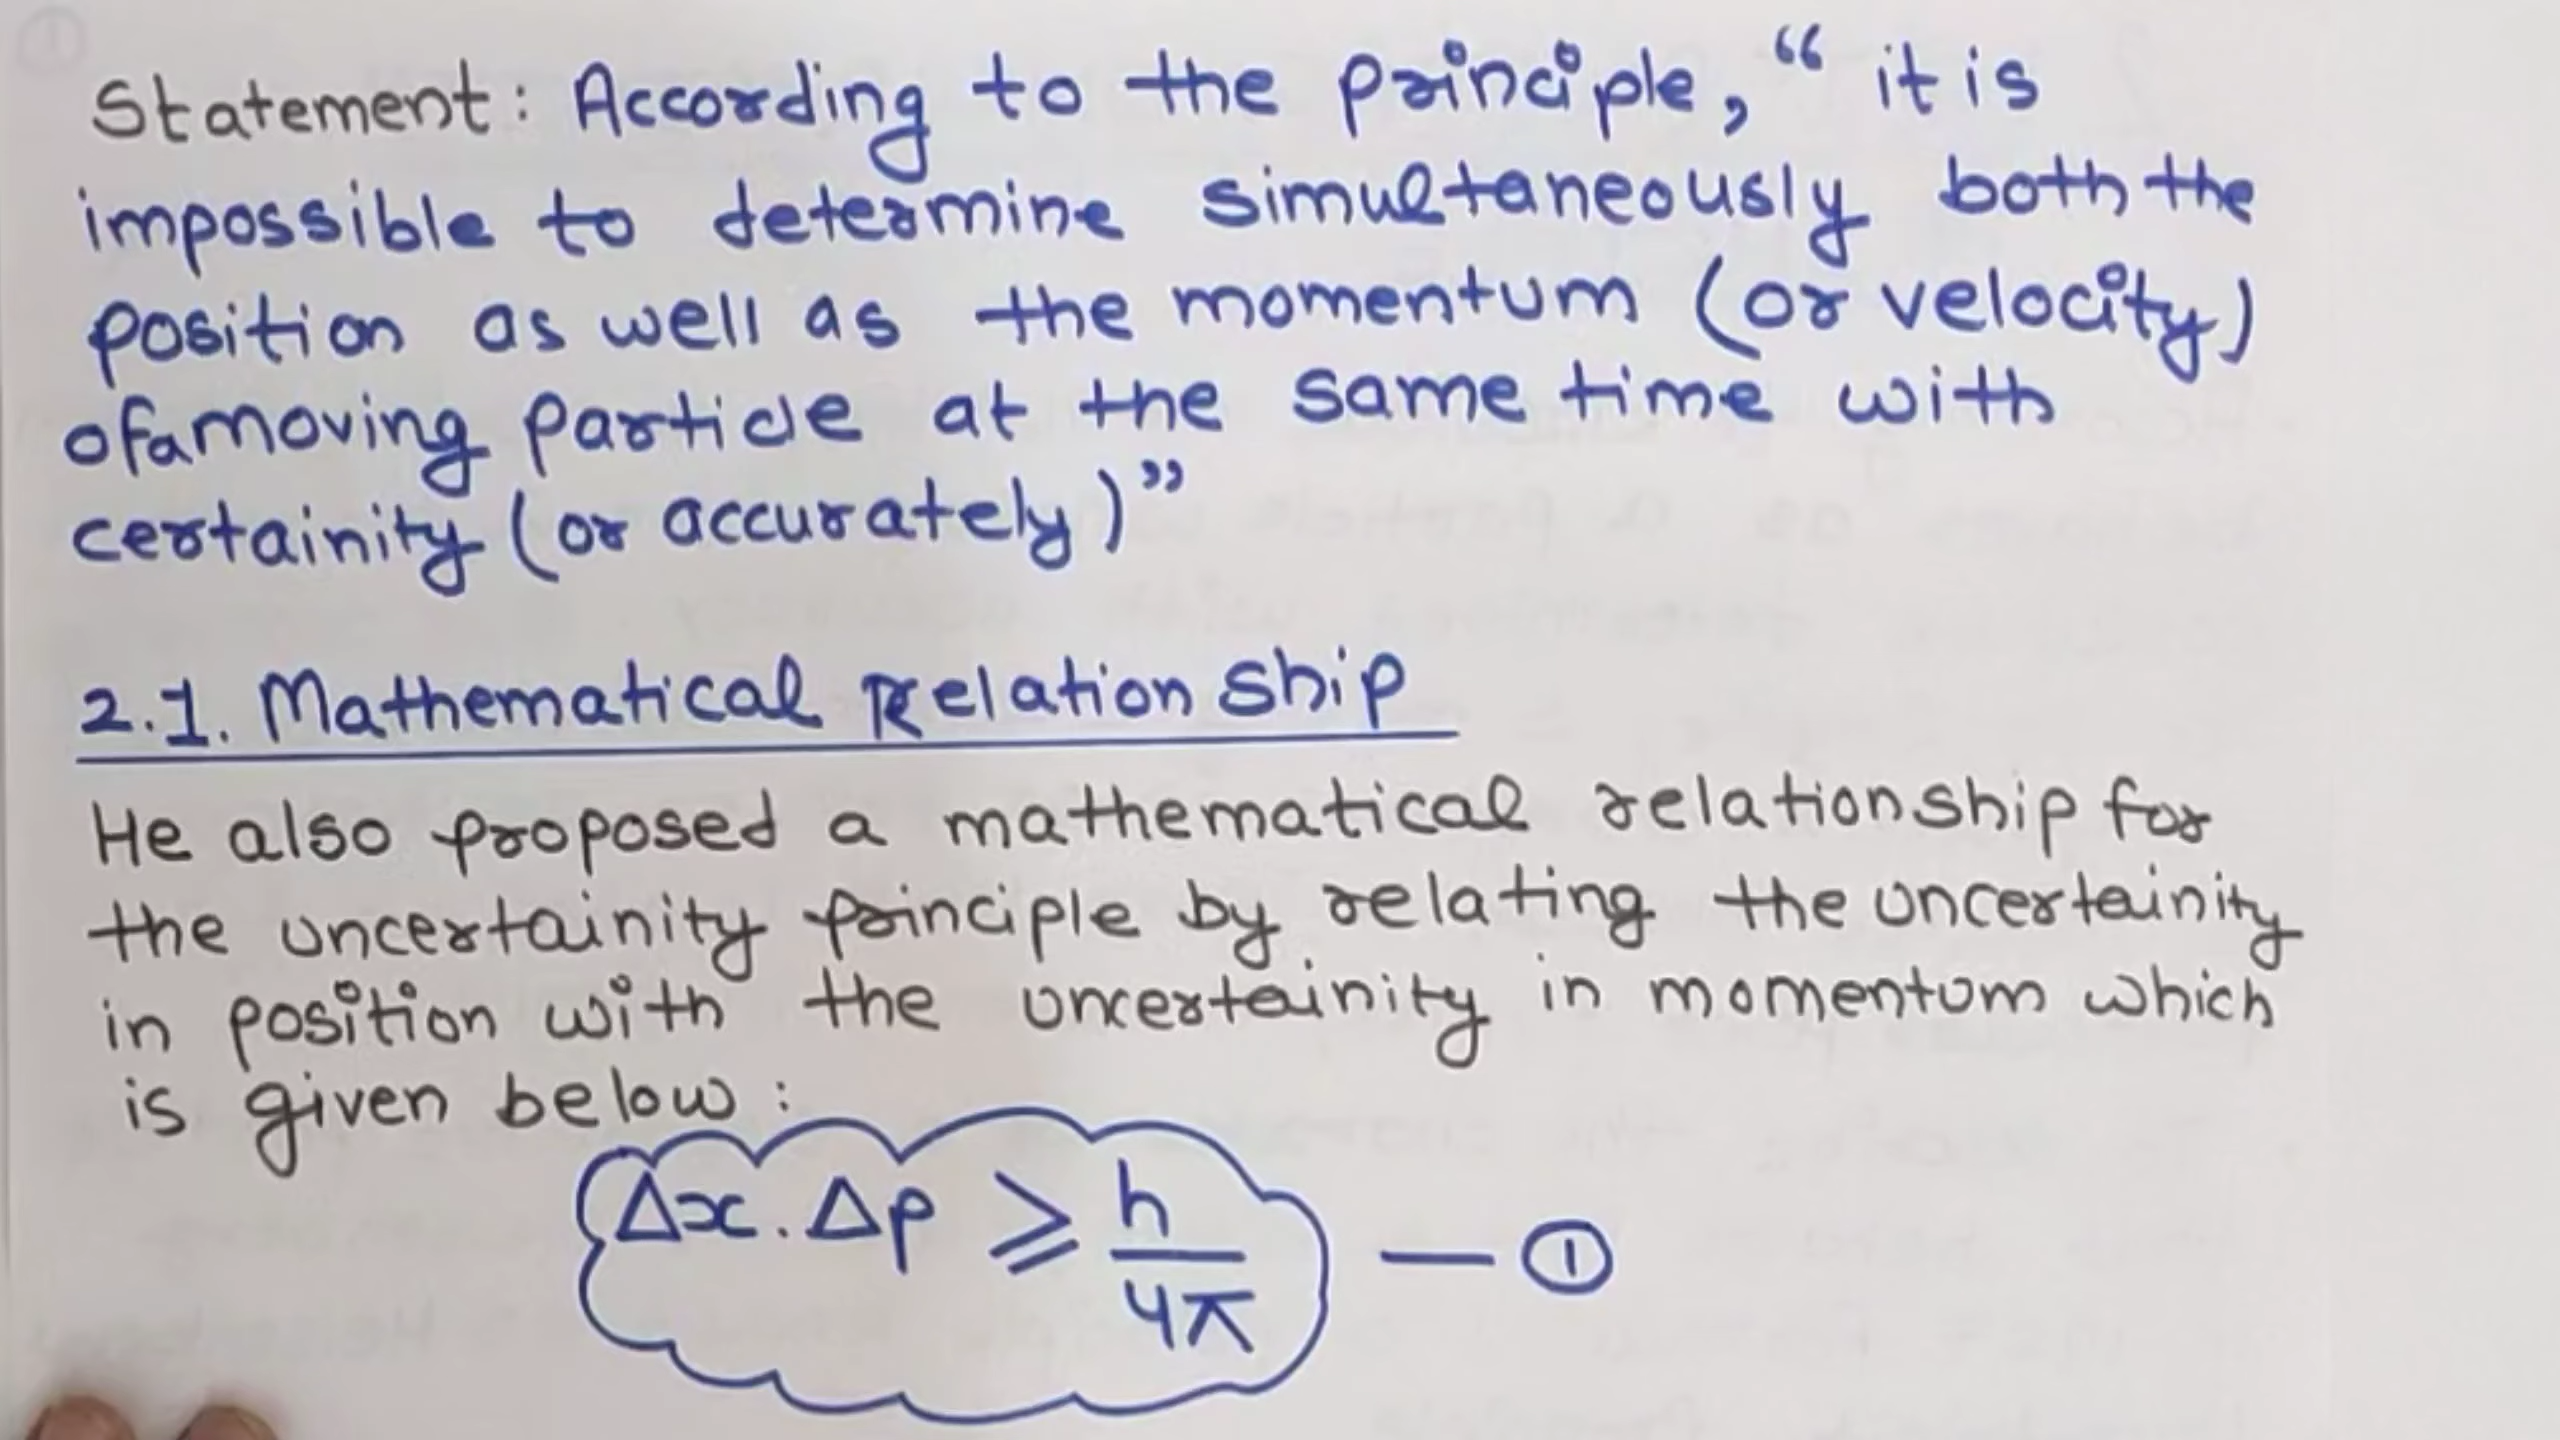 Statement: According to the principle, “ it is
impossible to determine simultaneously both the
position as well as the momentum (or velocity)
of a moving particle at the same time with
certainity (or accurately)”
2.1. Mathematical Relationship
He also proposed a mathematical relationship for
the uncertainity principle by relating the uncertainity
in position with the uncertainity in momentum which
is given below:
Δx . Δp ≥ h/4π — ①